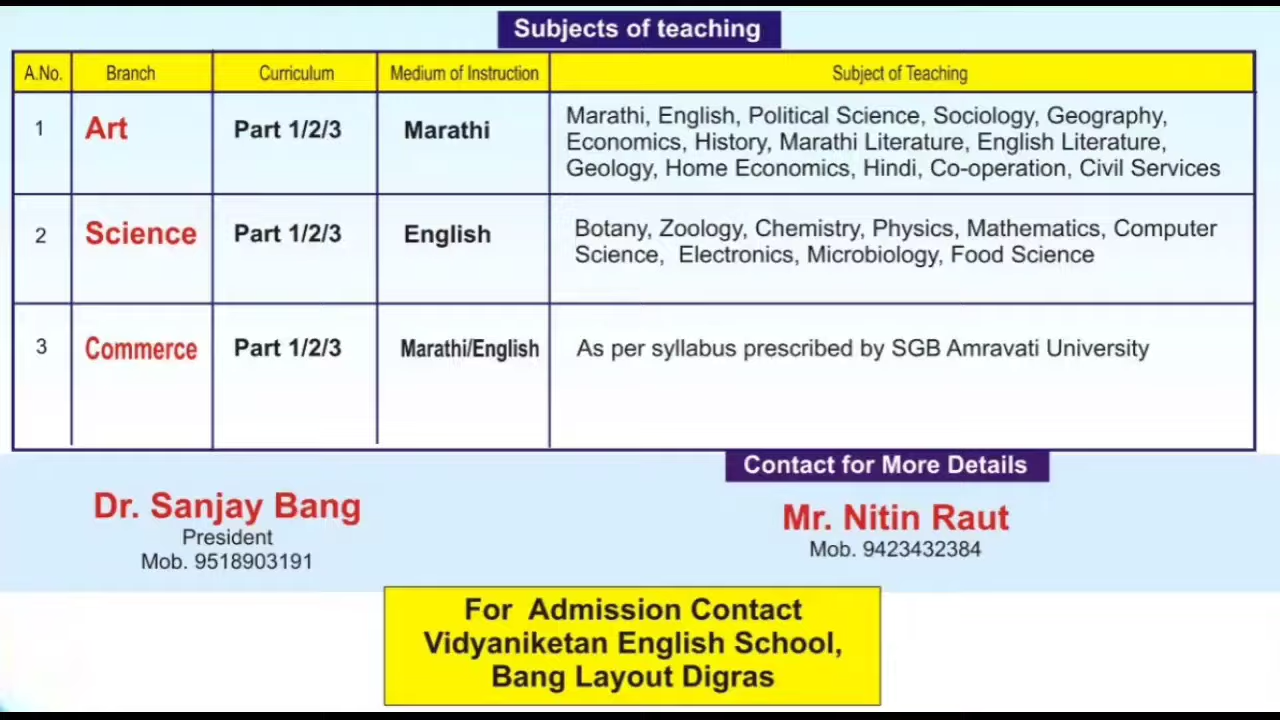 Subjects of teaching
A.No. Branch Curriculum Medium of Instruction Subject of Teaching
1 Art Part 1/2/3 Marathi Marathi, English, Political Science, Sociology, Geography,
Economics, History, Marathi Literature, English Literature,
Geology, Home Economics, Hindi, Co-operation, Civil Services
2 Science Part 1/2/3 English Botany, Zoology, Chemistry, Physics, Mathematics, Computer
Science, Electronics, Microbiology, Food Science
3 Commerce Part 1/2/3 Marathi/English As per syllabus prescribed by SGB Amravati University
Contact for More Details
Dr. Sanjay Bang
President
Mob. 9518903191
Mr. Nitin Raut
Mob. 9423432384
For Admission Contact
Vidyaniketan English School,
Bang Layout Digras